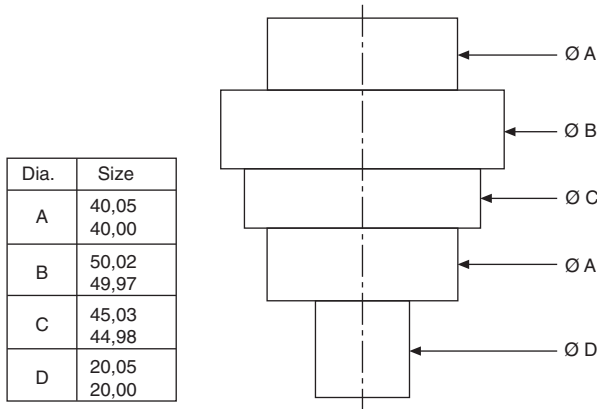 Ø A
Ø B
Ø C
Ø A
Ø D
Dia. Size
A 40,05
40,00
B 50,02
49,97
C 45,03
44,98
D 20,05
20,00